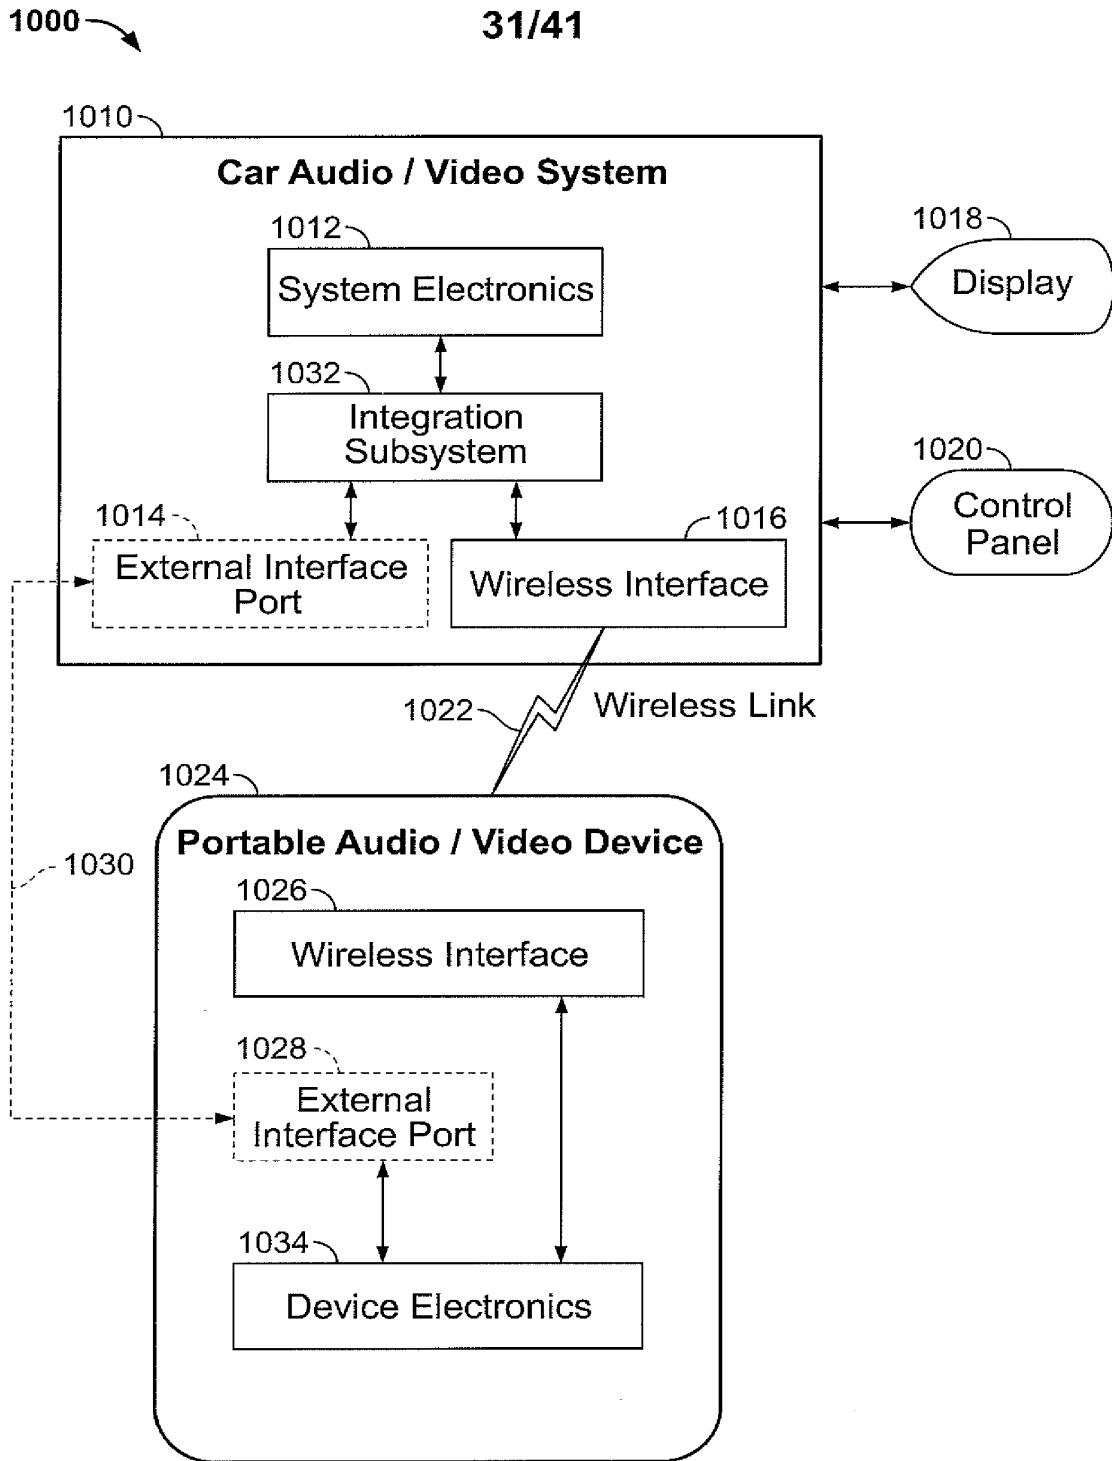 1000
31/41
1010
Car Audio / Video System
1012
System Electronics
1018
Display
1032
Integration
Subsystem
1020
Control
Panel
1014
External Interface
Port
1016
Wireless Interface
1022
Wireless Link
1024
Portable Audio / Video Device
1030
1026
Wireless Interface
1028
External
Interface Port
1034
Device Electronics